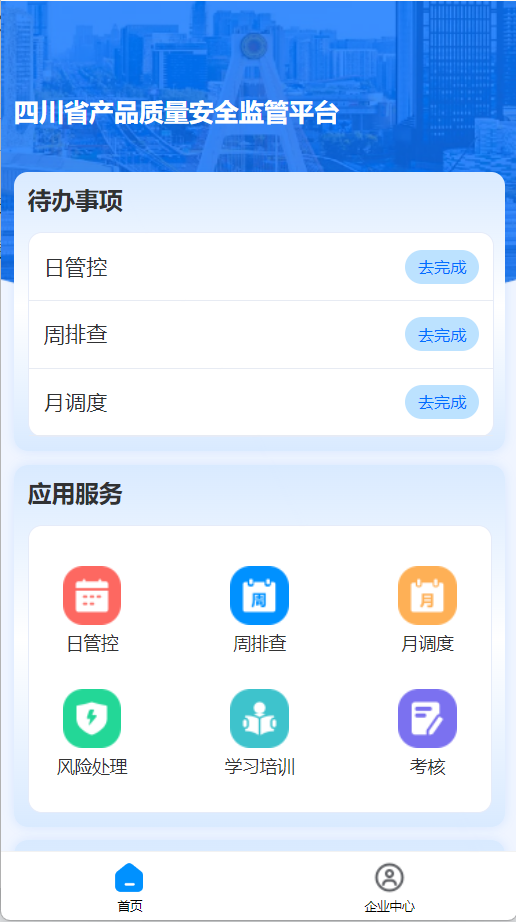 四川省产品质量安全监管平台
待办事项
日管控 去完成
周排查 去完成
月调度 去完成
应用服务
周 月
日管控 周排查 月调度
风险处理 学习培训 考核
首页 企业中心